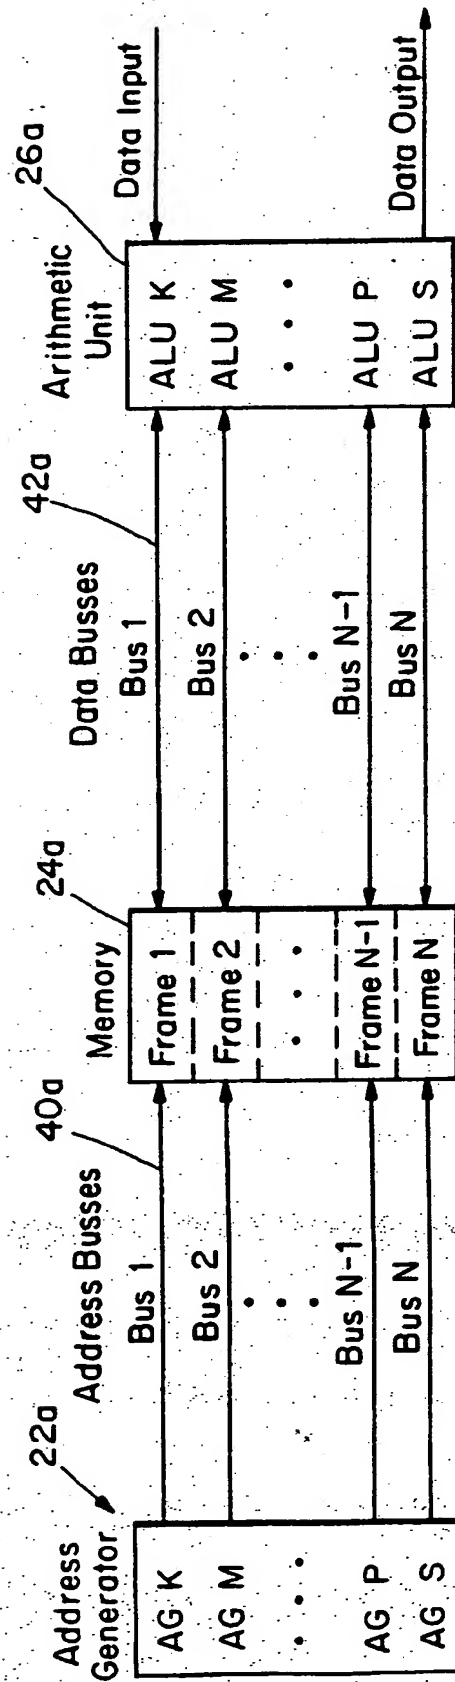 Address
Generator
22a
AG K
AG M
AG P
AG S
Address Busses
40a
Bus 1
Bus 2
Bus N-1
Bus N
Memory
24a
Frame 1
Frame 2
Frame N-1
Frame N
Data Busses
42a
Bus 1
Bus 2
Bus N-1
Bus N
Arithmetic
Unit
26a
ALU K
ALU M
ALU P
ALU S
Data Input
Data Output